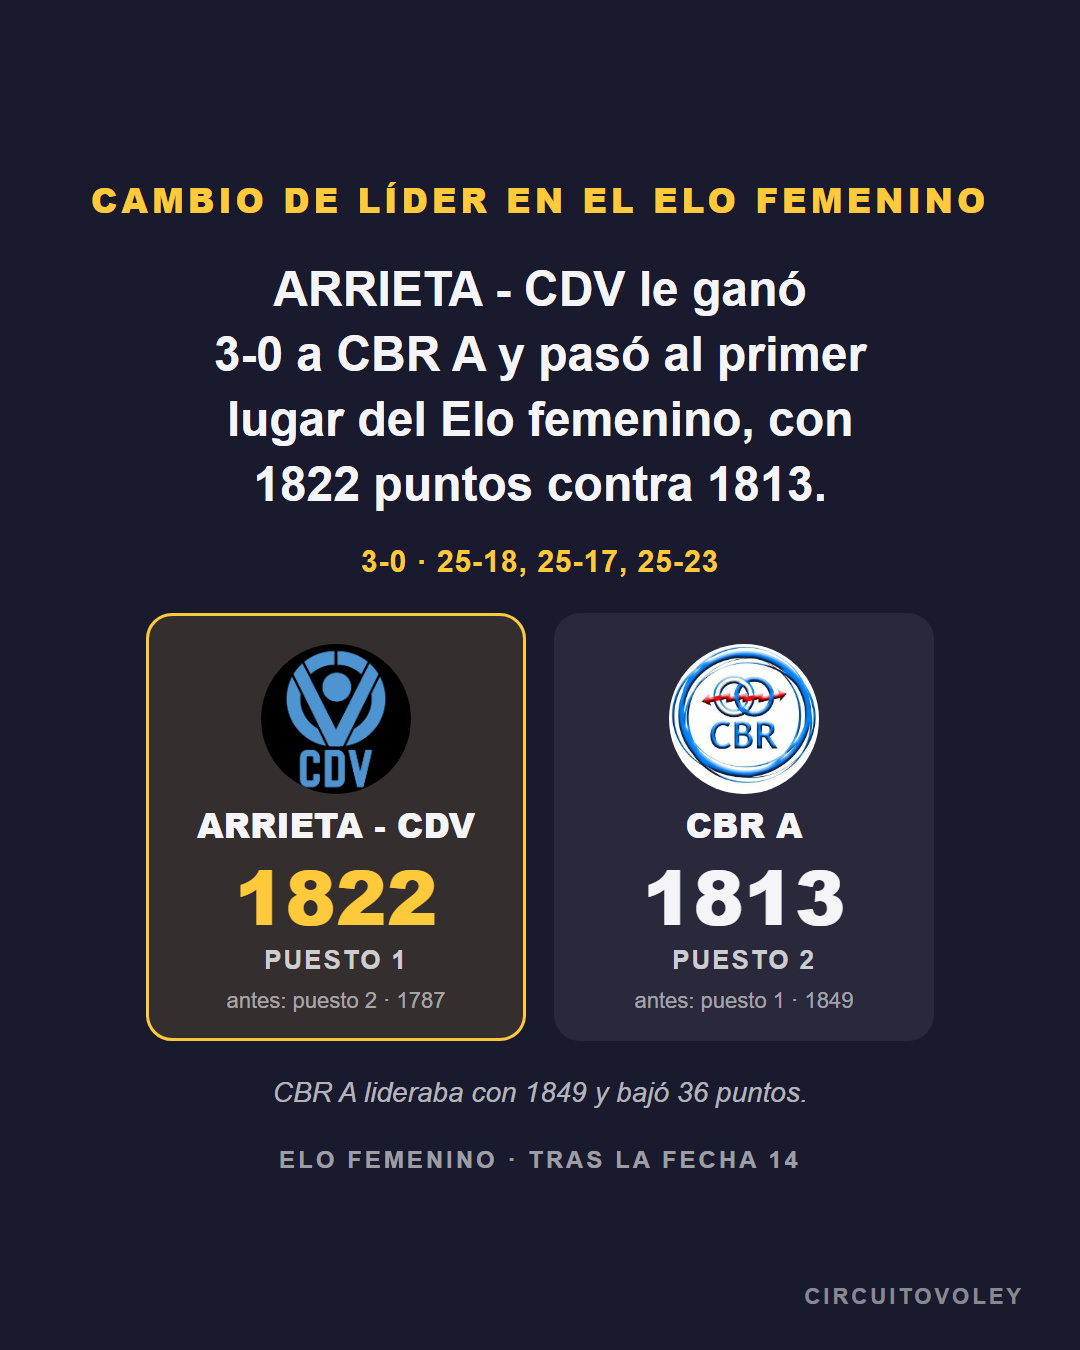 CAMBIO DE LÍDER EN EL ELO FEMENINO
ARRIETA - CDV le ganó
3-0 a CBR A y pasó al primer
lugar del Elo femenino, con
1822 puntos contra 1813.
3-0 · 25-18, 25-17, 25-23
CDV
ARRIETA - CDV
1822
PUESTO 1
antes: puesto 2 · 1787
CBR
CBR A
1813
PUESTO 2
antes: puesto 1 · 1849
CBR A lideraba con 1849 y bajó 36 puntos.
ELO FEMENINO · TRAS LA FECHA 14
CIRCUITOVOLEY